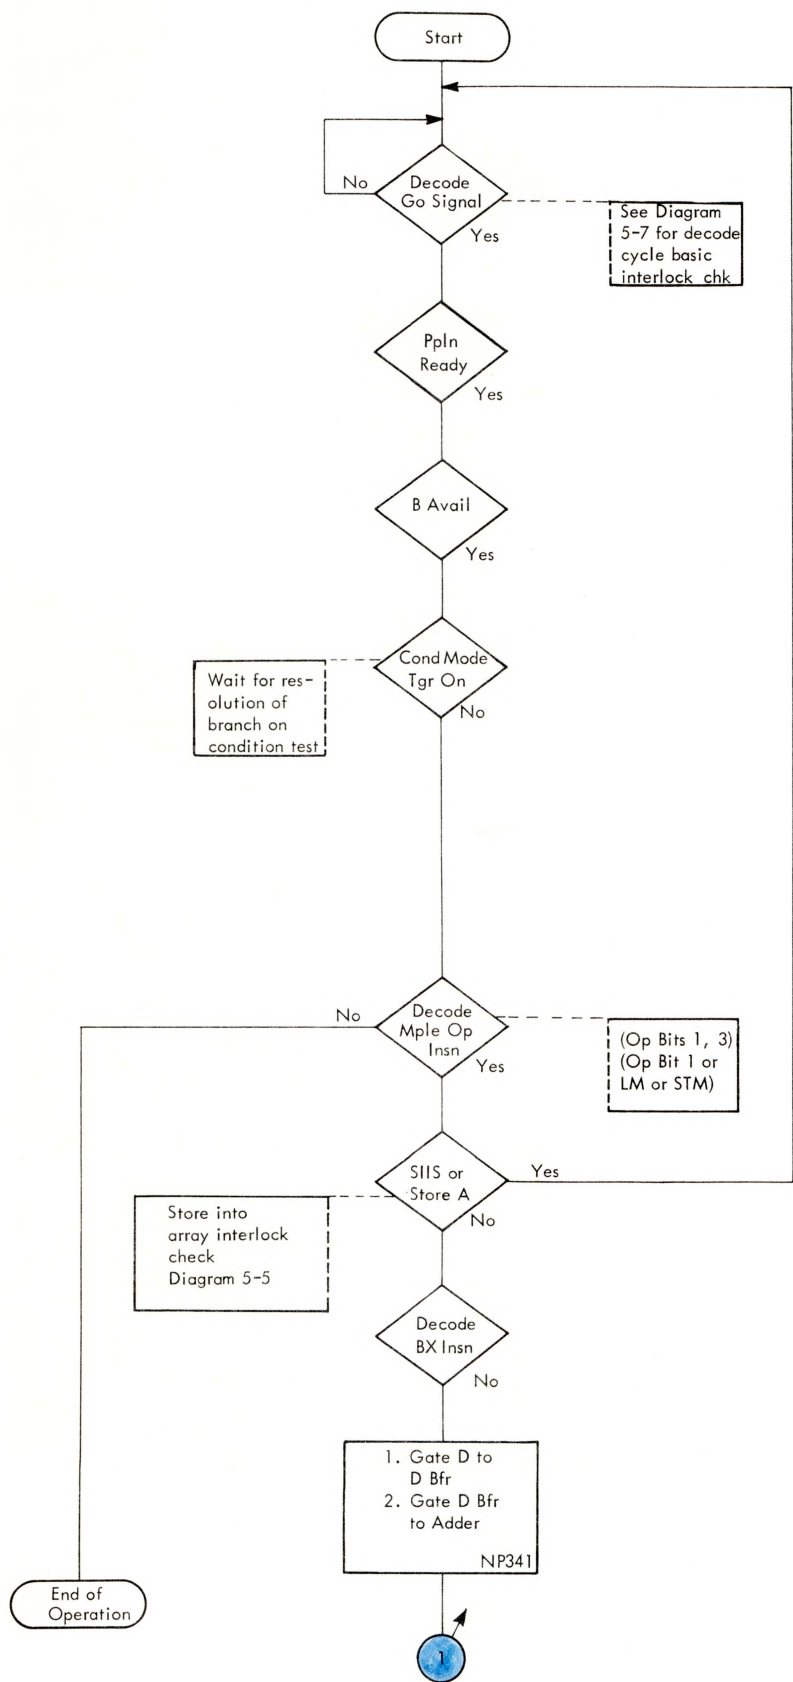 Start
Decode
Go Signal
No
Yes
See Diagram
5-7 for decode
cycle basic
interlock chk
Ppln
Ready
Yes
B Avail
Yes
Cond Mode
Tgr On
No
Wait for res-
olution of
branch on
condition test
Decode
Mple Op
Insn
No
Yes
(Op Bits 1, 3)
(Op Bit 1 or
LM or STM)
SIIS or
Store A
Yes
No
Store into
array interlock
check
Diagram 5-5
Decode
BX Insn
No
1. Gate D to
D Bfr
2. Gate D Bfr
to Adder
NP341
End of
Operation
1